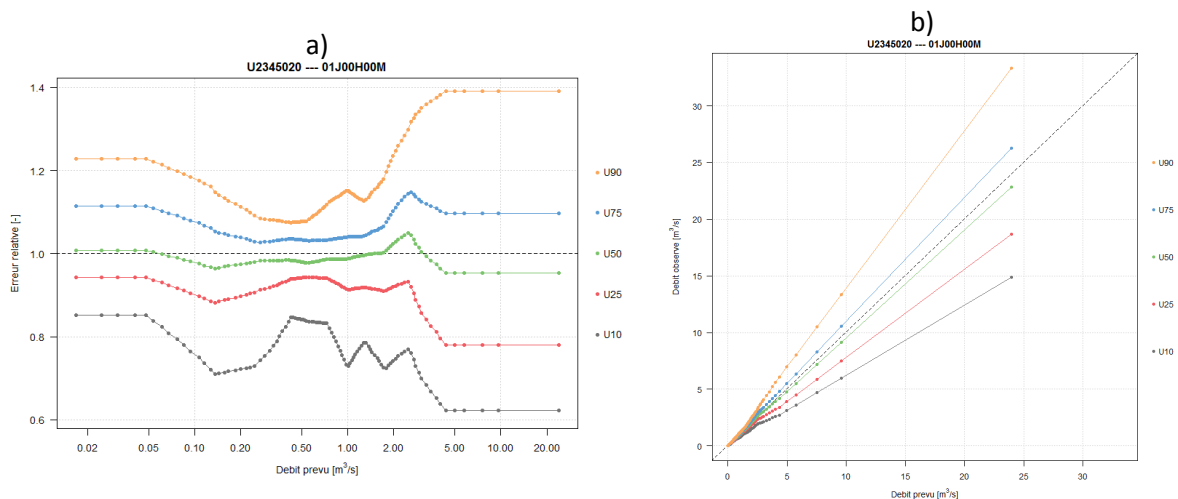 a)
U2345020 --- 01J00H00M
Erreur relative [-]
1.4
1.2
1.0
0.8
0.6
0.02
0.05
0.10
0.20
0.50
1.00
2.00
5.00
10.00
20.00
Debit prevu [m³/s]
U90
U75
U50
U25
U10
b)
U2345020 --- 01J00H00M
Debit observe [m³/s]
30
25
20
15
10
5
0
0
5
10
15
20
25
30
Debit prevu [m³/s]
U90
U75
U50
U25
U10